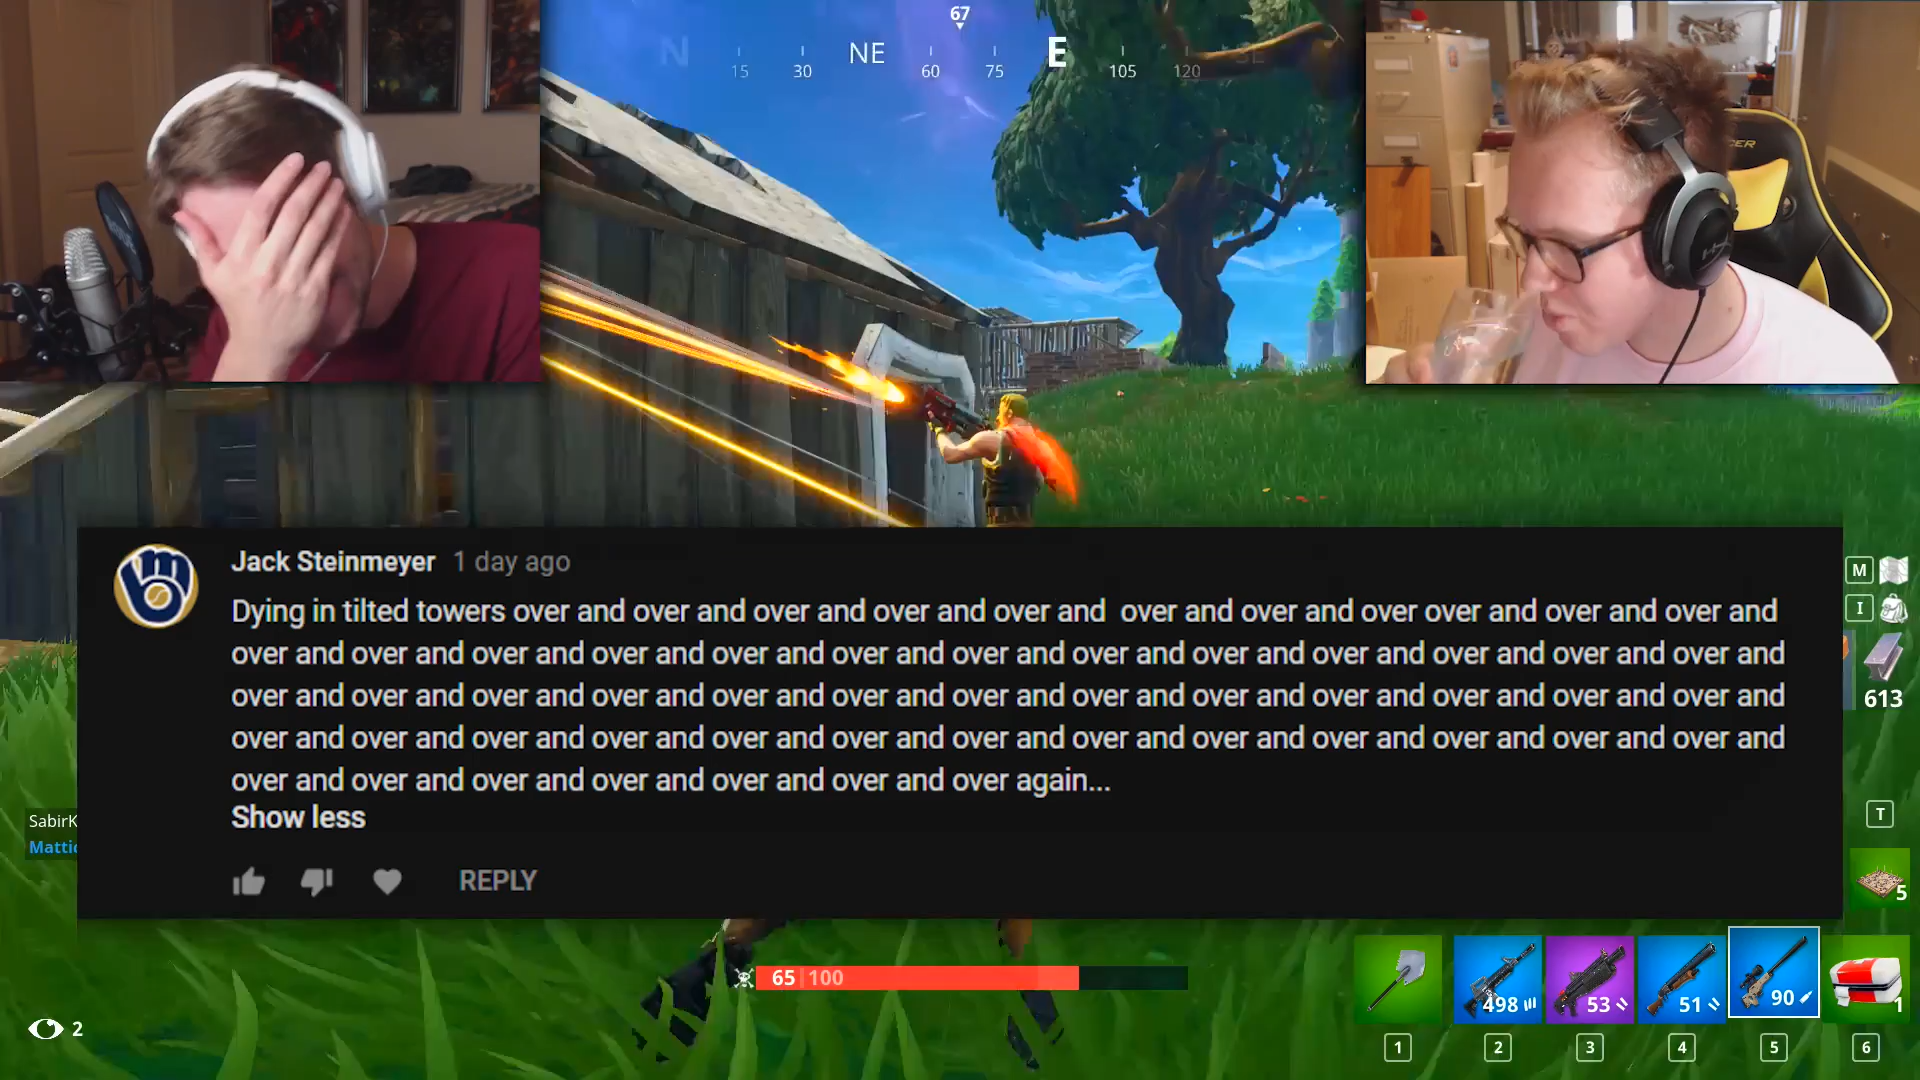 67
N NE E SE
15 30 60 75 105 120
Jack Steinmeyer 1 day ago
Dying in tilted towers over and over and over and over and over and over and over and over over and over and over and
over and over and over and over and over and over and over and over and over and over and over and over and over and
over and over and over and over and over and over and over and over and over and over and over and over and over and
over and over and over and over and over and over and over and over and over and over and over and over and over and
over and over and over and over and over and over and over again...
Show less
REPLY
M
I
613
SabirK
Mattic
T
5
65 | 100
498 53 51 90 1
2
1 2 3 4 5 6